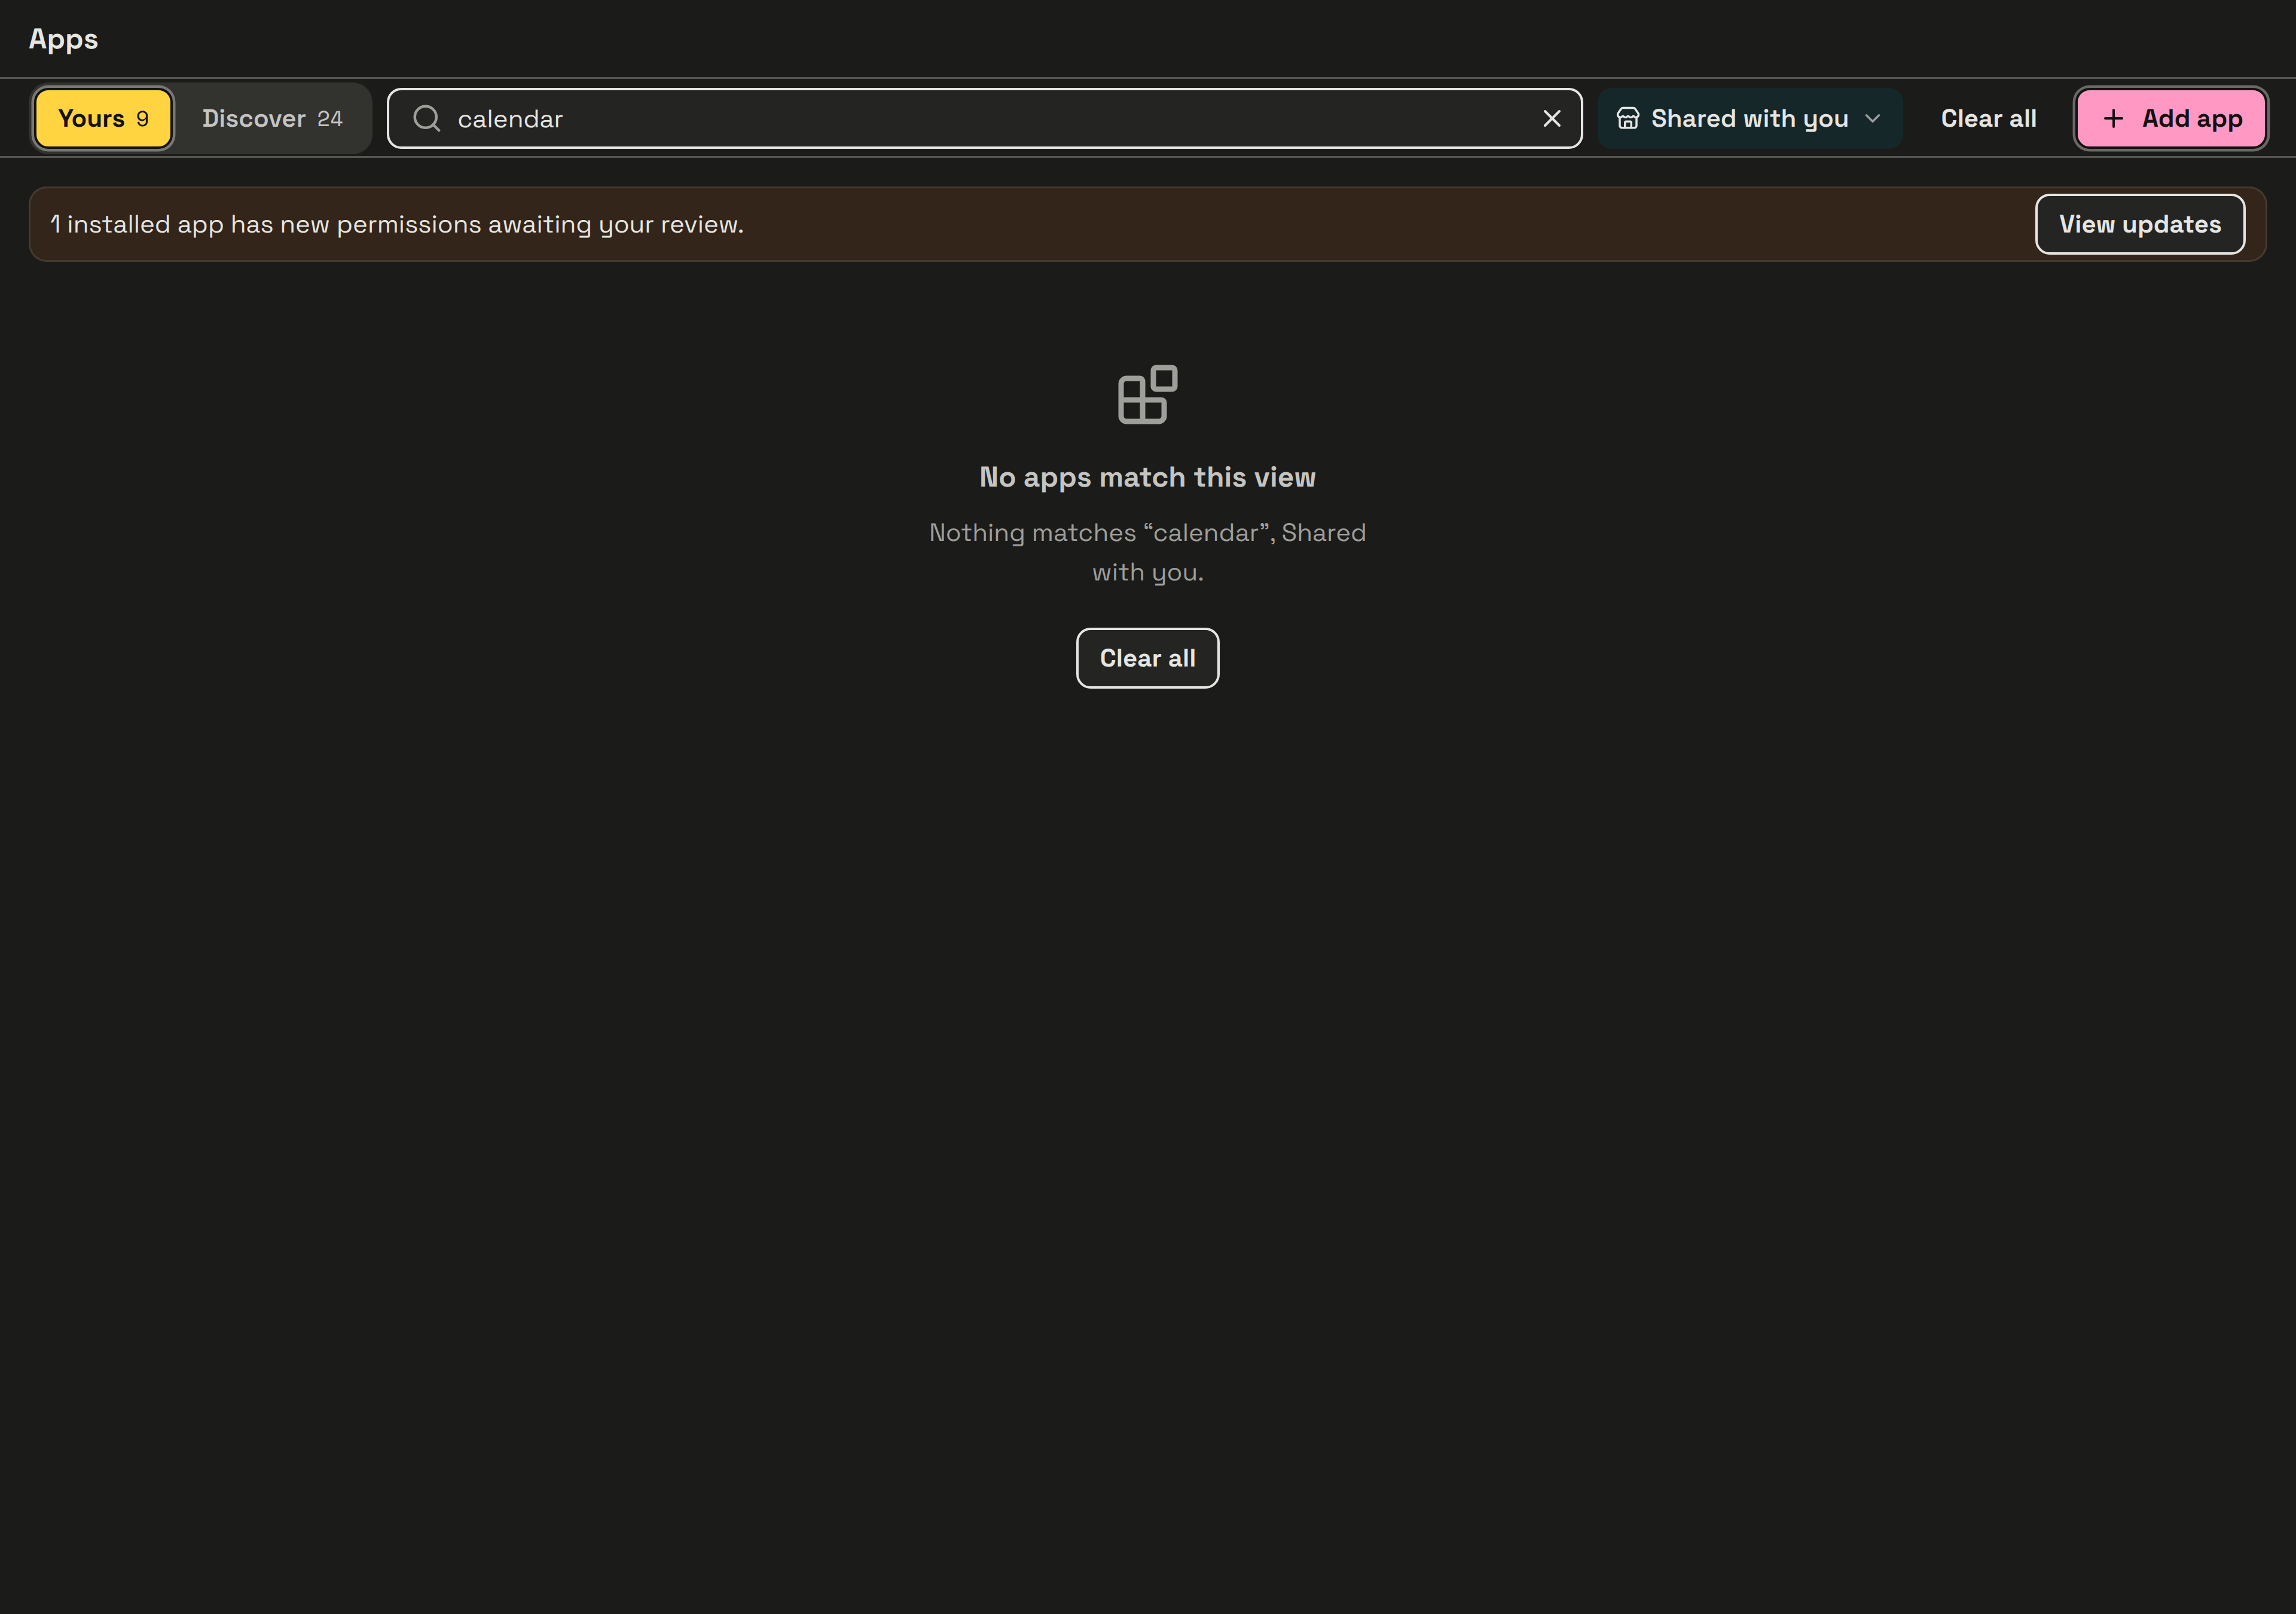 Apps
Yours 9
Discover 24
calendar
Shared with you
Clear all
Add app
1 installed app has new permissions awaiting your review.
View updates
No apps match this view
Nothing matches “calendar”, Shared
with you.
Clear all